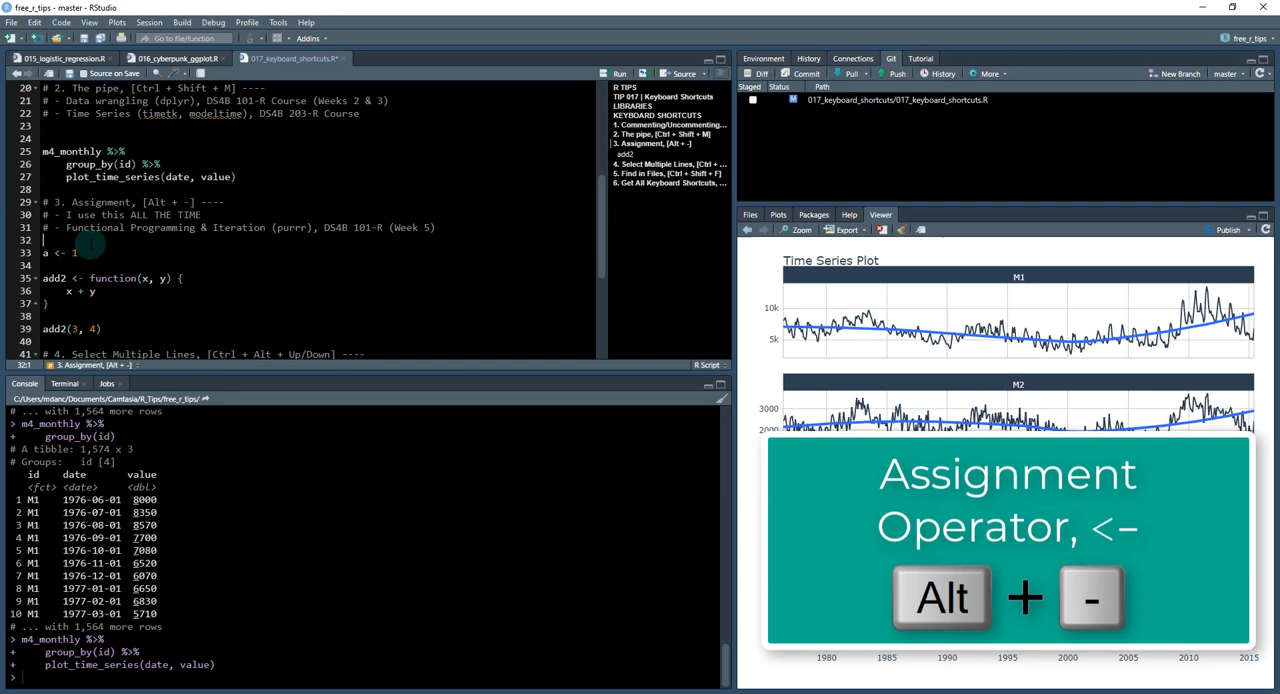 free_r_tips - master - RStudio
File Edit Code View Plots Session Build Debug Profile Tools Help
Go to file/function Addins free_r_tips
015_logistic_regression.R 016_cyberpunk_ggplot.R 017_keyboard_shortcuts.R*
Source on Save Run Source
20 # 2. The pipe, [Ctrl + Shift + M] ----
21 # - Data wrangling (dplyr), DS4B 101-R Course (Weeks 2 & 3)
22 # - Time Series (timetk, modeltime), DS4B 203-R Course
23
24
25 m4_monthly %>%
26 group_by(id) %>%
27 plot_time_series(date, value)
28
29 # 3. Assignment, [Alt + -] ----
30 # - I use this ALL THE TIME
31 # - Functional Programming & Iteration (purrr), DS4B 101-R (Week 5)
32
33 a <- 1
34
35 add2 <- function(x, y) {
36 x + y
37 }
38
39 add2(3, 4)
40
41 # 4. Select Multiple Lines, [Ctrl + Alt + Up/Down] ----
32:1 3. Assignment, [Alt + -] R Script
R TIPS
TIP 017 | Keyboard Shortcuts
LIBRARIES
KEYBOARD SHORTCUTS
1. Commenting/Uncommenting...
2. The pipe, [Ctrl + Shift + M]
3. Assignment, [Alt + -]
add2
4. Select Multiple Lines, [Ctrl + ...
5. Find in Files, [Ctrl + Shift + F]
6. Get All Keyboard Shortcuts, ...
Console Terminal Jobs
C:/Users/mdanc/Documents/Camtasia/R_Tips/free_r_tips/
# ... with 1,564 more rows
> m4_monthly %>%
+ group_by(id)
# A tibble: 1,574 x 3
# Groups: id [4]
id date value
<fct> <date> <dbl>
1 M1 1976-06-01 8000
2 M1 1976-07-01 8350
3 M1 1976-08-01 8570
4 M1 1976-09-01 7700
5 M1 1976-10-01 7080
6 M1 1976-11-01 6520
7 M1 1976-12-01 6070
8 M1 1977-01-01 6650
9 M1 1977-02-01 6830
10 M1 1977-03-01 5710
# ... with 1,564 more rows
> m4_monthly %>%
+ group_by(id) %>%
+ plot_time_series(date, value)
>
Environment History Connections Git Tutorial
Diff Commit Pull Push History More New Branch master
Staged Status Path
M 017_keyboard_shortcuts/017_keyboard_shortcuts.R
Files Plots Packages Help Viewer
Zoom Export Publish
Time Series Plot
M1
10k
5k
M2
3000
2000
Assignment
Operator, <-
Alt + -
1980 1985 1990 1995 2000 2005 2010 2015